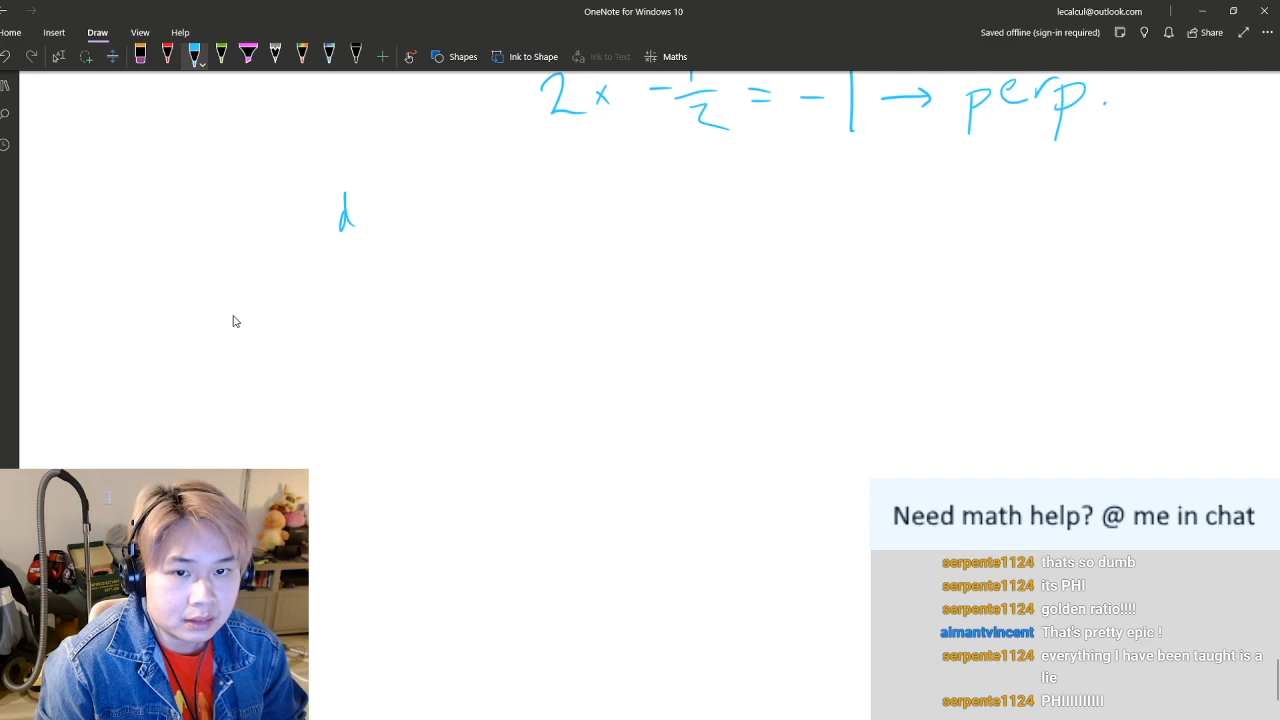 OneNote for Windows 10
lecalcul@outlook.com
Home Insert Draw View Help
Saved offline (sign-in required)
Share
Shapes
Ink to Shape
Ink to Text
Maths
2 × -1/2 = -1 → perp.
d
Need math help? @ me in chat
serpente1124 thats so dumb
serpente1124 its PHI
serpente1124 golden ratio!!!!
aimantvincent That's pretty epic !
serpente1124 everything I have been taught is a
lie
serpente1124 PHIIIIIIIIII